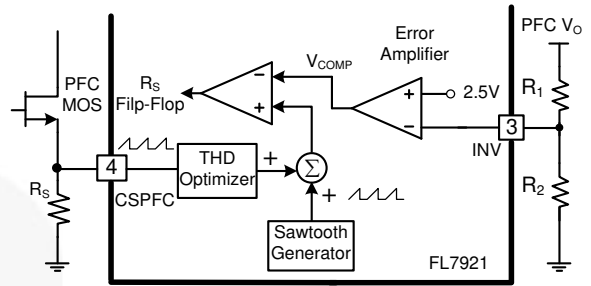 Error
Amplifier
PFC VO
VCOMP
PFC
MOS
RS
Filp-Flop
−
+
+
−
2.5V
R1
3
INV
4
CSPFC
THD
Optimizer
+
Σ
+
RS
R2
Sawtooth
Generator
FL7921